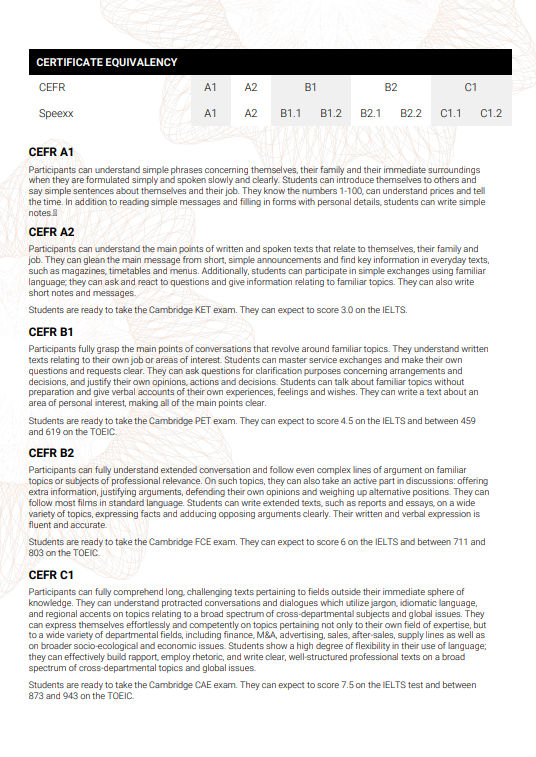 CERTIFICATE EQUIVALENCY
CEFR A1 A2 B1 B2 C1
Speexx A1 A2 B1.1 B1.2 B2.1 B2.2 C1.1 C1.2
CEFR A1
Participants can understand simple phrases concerning themselves, their family and their immediate surroundings
when they are formulated simply and spoken slowly and clearly. Students can introduce themselves to others and
say simple sentences about themselves and their job. They know the numbers 1-100, can understand prices and tell
the time. In addition to reading simple messages and filling in forms with personal details, students can write simple
notes.
CEFR A2
Participants can understand the main points of written and spoken texts that relate to themselves, their family and
job. They can glean the main message from short, simple announcements and find key information in everyday texts,
such as magazines, timetables and menus. Additionally, students can participate in simple exchanges using familiar
language; they can ask and react to questions and give information relating to familiar topics. They can also write
short notes and messages.
Students are ready to take the Cambridge KET exam. They can expect to score 3.0 on the IELTS.
CEFR B1
Participants fully grasp the main points of conversations that revolve around familiar topics. They understand written
texts relating to their own job or areas of interest. Students can master service exchanges and make their own
questions and requests clear. They can ask questions for clarification purposes concerning arrangements and
decisions, and justify their own opinions, actions and decisions. Students can talk about familiar topics without
preparation and give verbal accounts of their own experiences, feelings and wishes. They can write a text about an
area of personal interest, making all of the main points clear.
Students are ready to take the Cambridge PET exam. They can expect to score 4.5 on the IELTS and between 459
and 619 on the TOEIC.
CEFR B2
Participants can fully understand extended conversation and follow even complex lines of argument on familiar
topics or subjects of professional relevance. On such topics, they can also take an active part in discussions: offering
extra information, justifying arguments, defending their own opinions and weighing up alternative positions. They can
follow most films in standard language. Students can write extended texts, such as reports and essays, on a wide
variety of topics, expressing facts and adducing opposing arguments clearly. Their written and verbal expression is
fluent and accurate.
Students are ready to take the Cambridge FCE exam. They can expect to score 6 on the IELTS and between 711 and
803 on the TOEIC.
CEFR C1
Participants can fully comprehend long, challenging texts pertaining to fields outside their immediate sphere of
knowledge. They can understand protracted conversations and dialogues which utilize jargon, idiomatic language,
and regional accents on topics relating to a broad spectrum of cross-departmental subjects and global issues. They
can express themselves effortlessly and competently on topics pertaining not only to their own field of expertise, but
to a wide variety of departmental fields, including finance, M&A, advertising, sales, after-sales, supply lines as well as
on broader socio-ecological and economic issues. Students show a high degree of flexibility in their use of language;
they can effectively build rapport, employ rhetoric, and write clear, well-structured professional texts on a broad
spectrum of cross-departmental topics and global issues.
Students are ready to take the Cambridge CAE exam. They can expect to score 7.5 on the IELTS test and between
873 and 943 on the TOEIC.